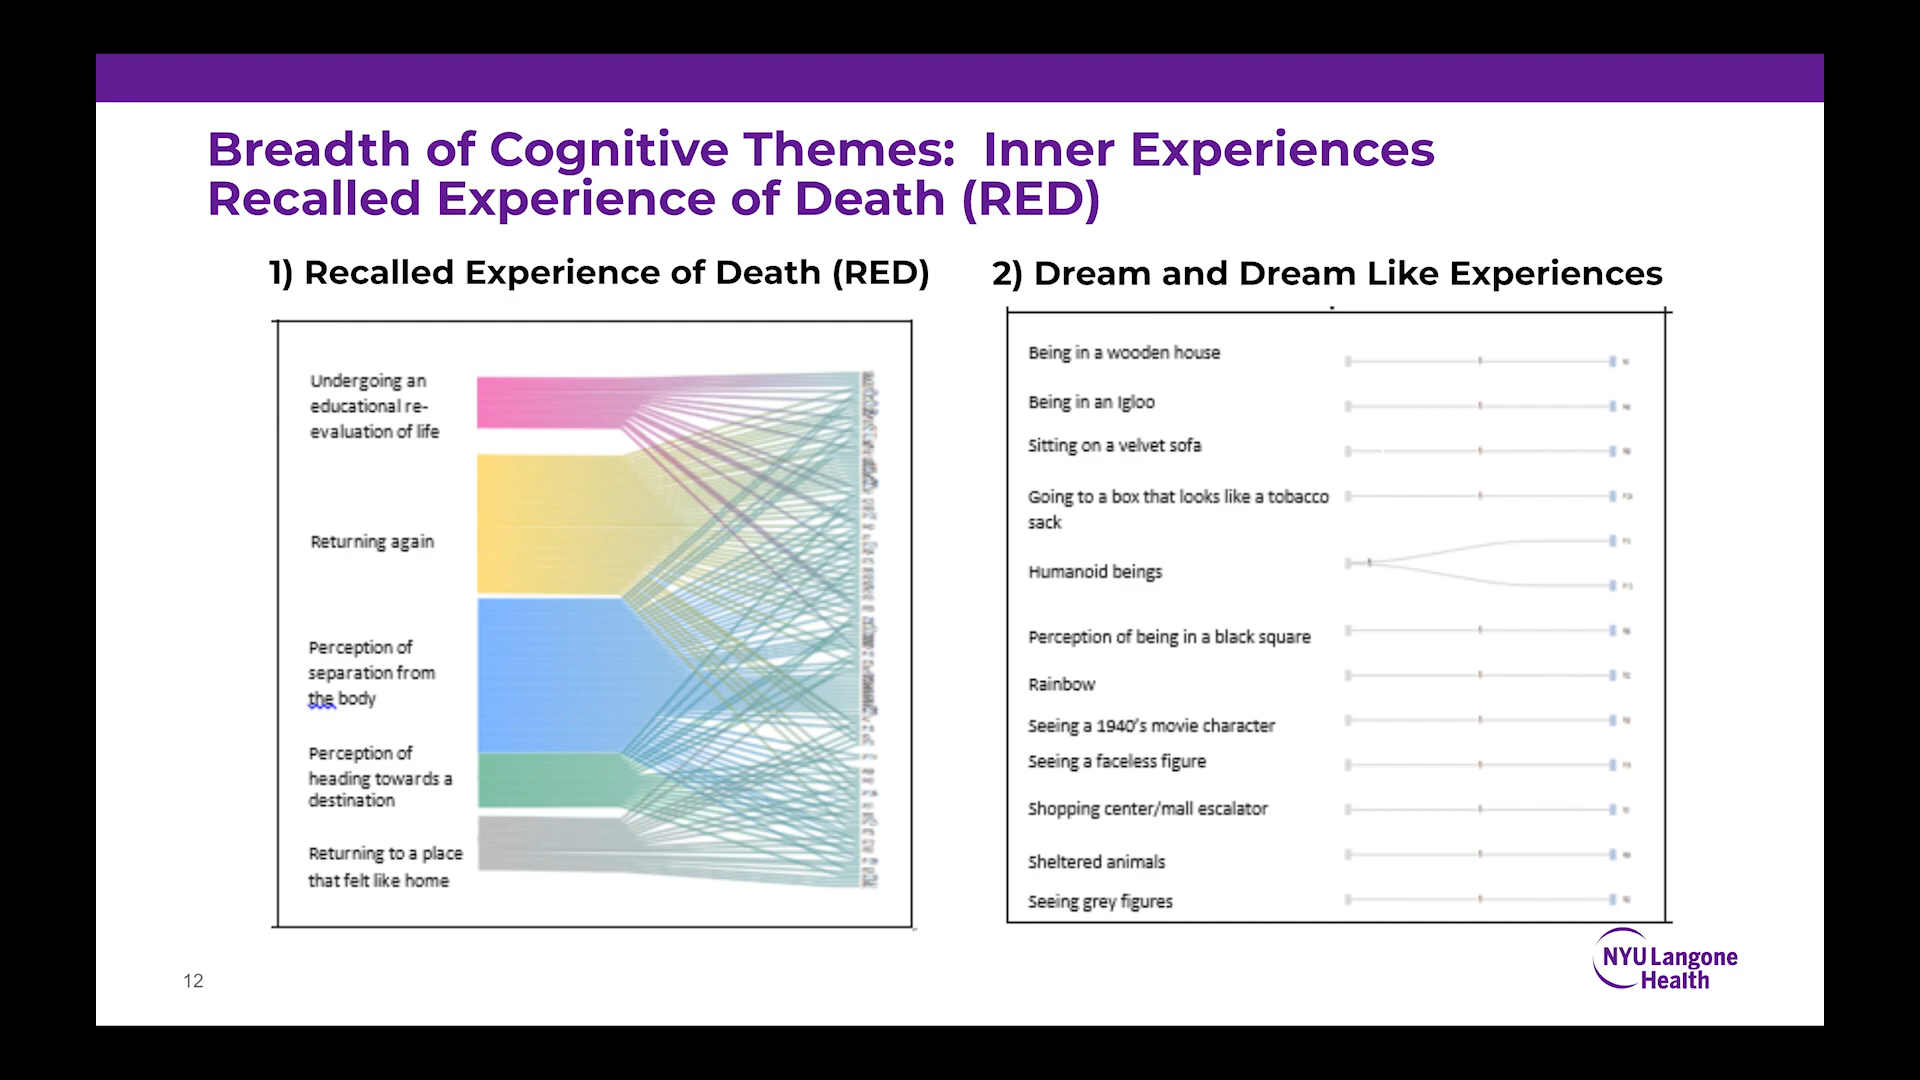 Breadth of Cognitive Themes:  Inner Experiences
Recalled Experience of Death (RED)
1) Recalled Experience of Death (RED)
Undergoing an
educational re-
evaluation of life
Returning again
Perception of
separation from
the body
Perception of
heading towards a
destination
Returning to a place
that felt like home
2) Dream and Dream Like Experiences
Being in a wooden house
Being in an Igloo
Sitting on a velvet sofa
Going to a box that looks like a tobacco
sack
Humanoid beings
Perception of being in a black square
Rainbow
Seeing a 1940's movie character
Seeing a faceless figure
Shopping center/mall escalator
Sheltered animals
Seeing grey figures
12
NYU Langone
Health